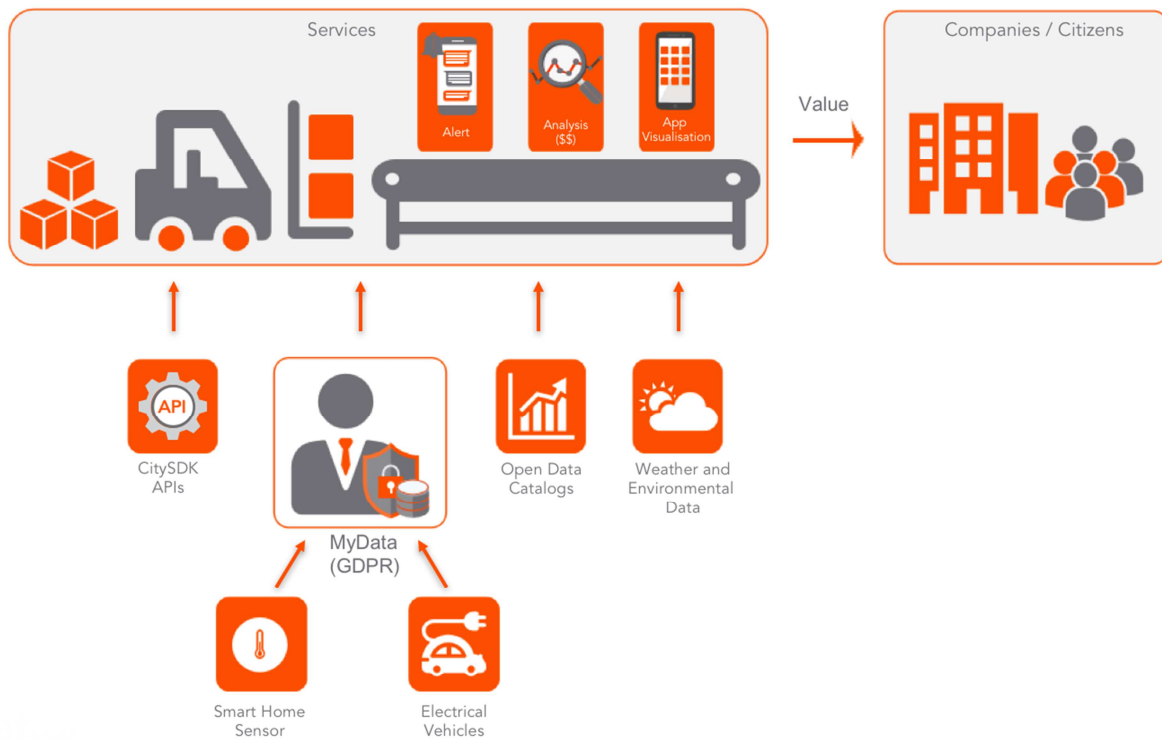 Services
Companies / Citizens
Alert
Analysis
($$)
App
Visualisation
Value
API
CitySDK
APIs
MyData
(GDPR)
Open Data
Catalogs
Weather and
Environmental
Data
Smart Home
Sensor
Electrical
Vehicles